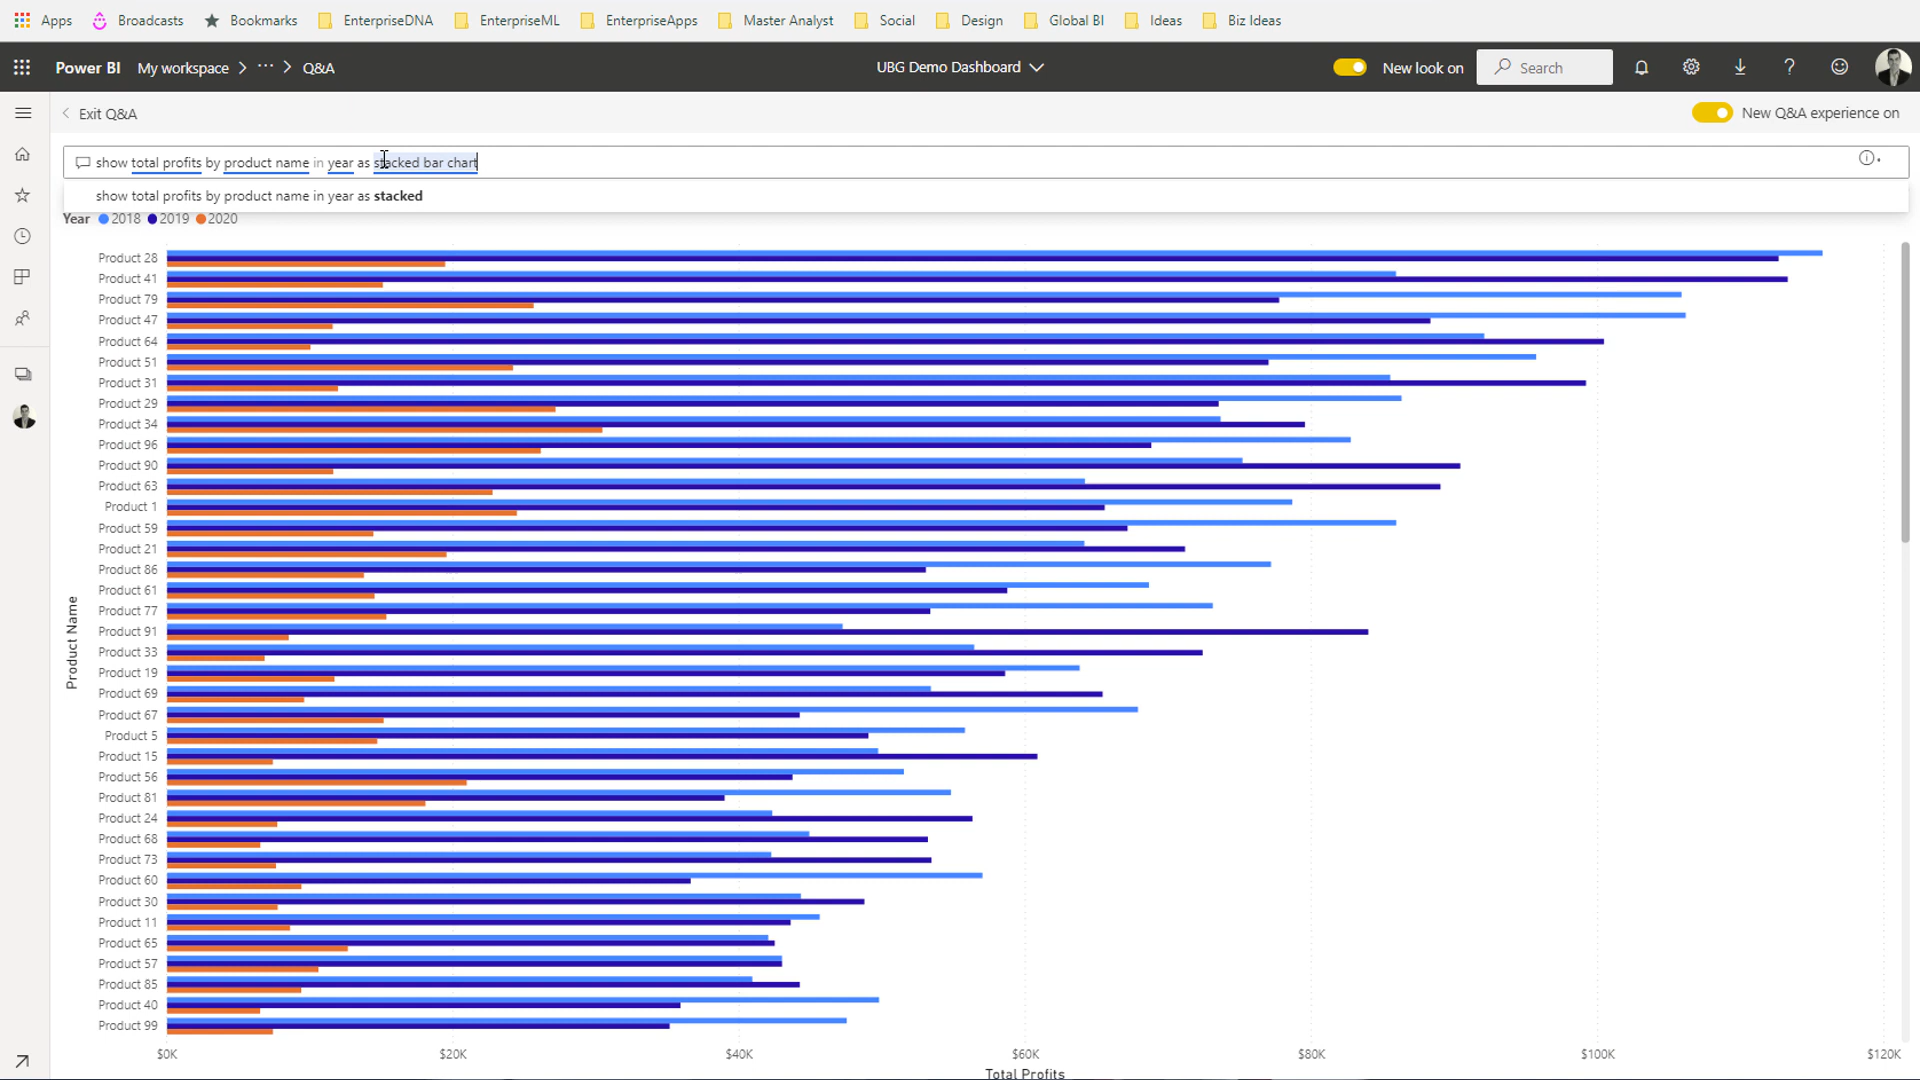 Apps Broadcasts Bookmarks EnterpriseDNA EnterpriseML EnterpriseApps Master Analyst Social Design Global BI Ideas Biz Ideas
Power BI My workspace > ... > Q&A UBG Demo Dashboard New look on Search
Exit Q&A New Q&A experience on
show total profits by product name in year as stacked bar chart
show total profits by product name in year as stacked
Year 2018 2019 2020
Product 28
Product 41
Product 79
Product 47
Product 64
Product 51
Product 31
Product 29
Product 34
Product 96
Product 90
Product 63
Product 1
Product 59
Product 21
Product 86
Product 61
Product 77
Product 91
Product 33
Product 19
Product 69
Product 67
Product 5
Product 15
Product 56
Product 81
Product 24
Product 68
Product 73
Product 60
Product 30
Product 11
Product 65
Product 57
Product 85
Product 40
Product 99
Product Name
$0K $20K $40K $60K $80K $100K $120K
Total Profits